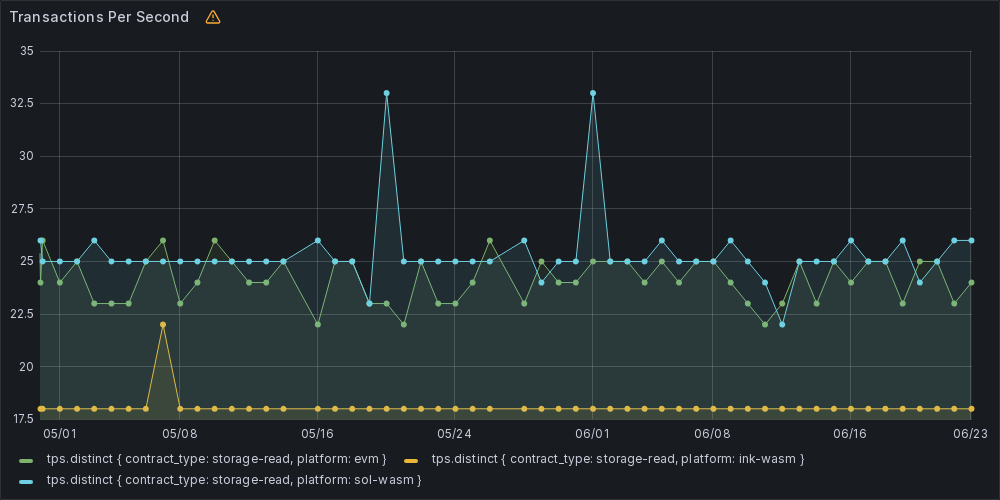 Transactions Per Second
35
32.5
30
27.5
25
22.5
20
17.5
05/01 05/08 05/16 05/24 06/01 06/08 06/16 06/23
tps.distinct { contract_type: storage-read, platform: evm } tps.distinct { contract_type: storage-read, platform: ink-wasm }
tps.distinct { contract_type: storage-read, platform: sol-wasm }